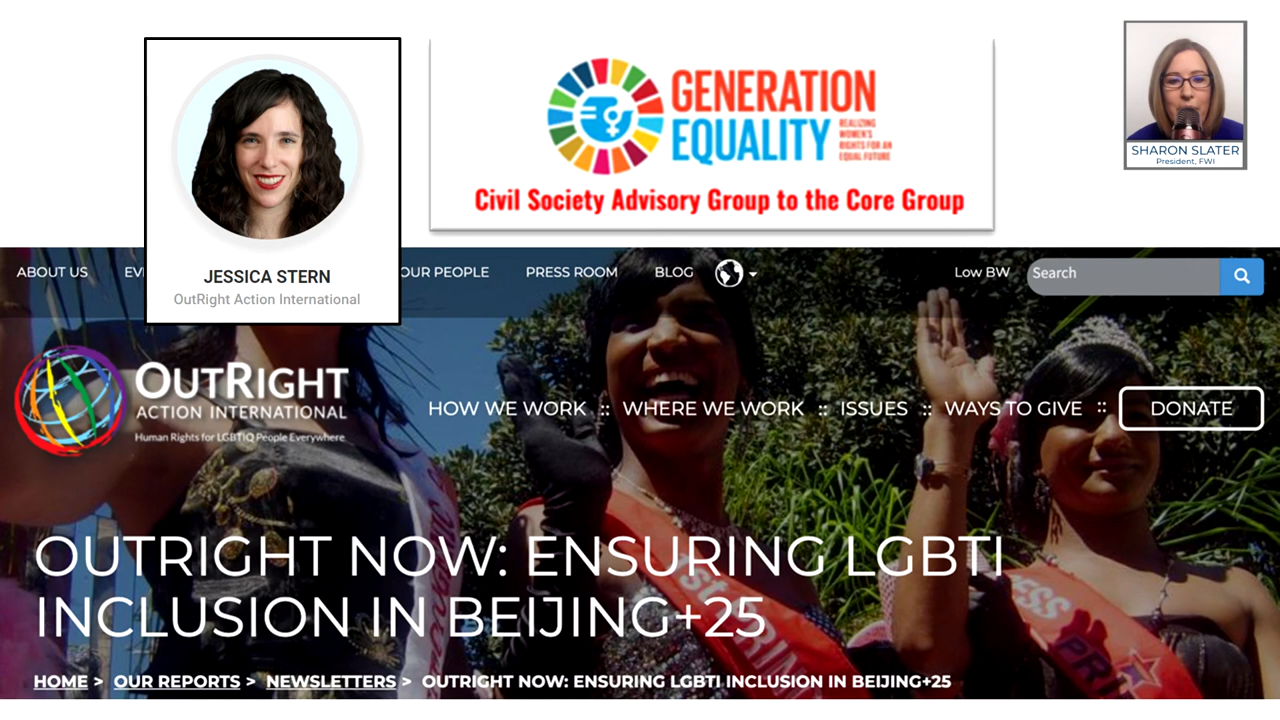 JESSICA STERN
OutRight Action International
GENERATION
EQUALITY
REALIZING
WOMEN'S
RIGHTS FOR AN
EQUAL FUTURE
Civil Society Advisory Group to the Core Group
SHARON SLATER
President, FWI
ABOUT US
OUR PEOPLE
PRESS ROOM
BLOG
Low BW
Search
OUTRIGHT
ACTION INTERNATIONAL
Human Rights for LGBTIQ People Everywhere
HOW WE WORK :: WHERE WE WORK :: ISSUES :: WAYS TO GIVE :: DONATE
OUTRIGHT NOW: ENSURING LGBTI
INCLUSION IN BEIJING+25
HOME > OUR REPORTS > NEWSLETTERS > OUTRIGHT NOW: ENSURING LGBTI INCLUSION IN BEIJING+25